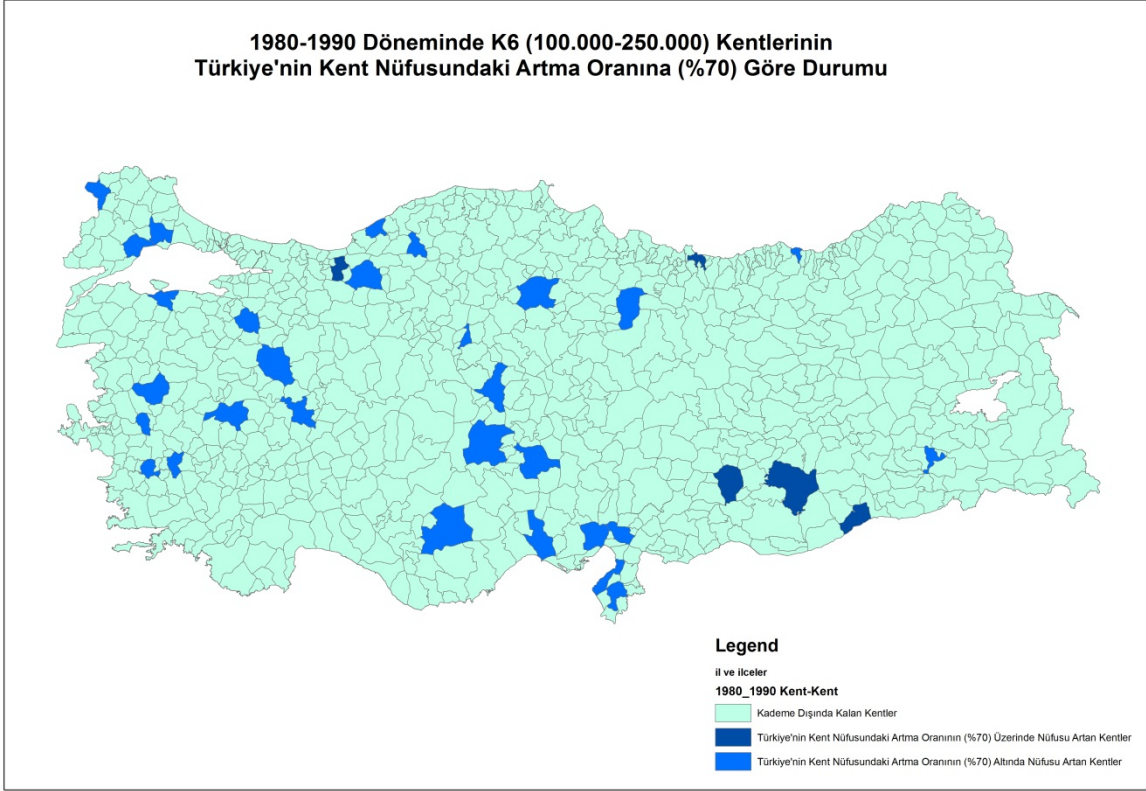 1980-1990 Döneminde K6 (100.000-250.000) Kentlerinin
Türkiye'nin Kent Nüfusundaki Artma Oranına (%70) Göre Durumu
Legend
il ve ilceler
1980_1990 Kent-Kent
Kademe Dışında Kalan Kentler
Türkiye'nin Kent Nüfusundaki Artma Oranının (%70) Üzerinde Nüfusu Artan Kentler
Türkiye'nin Kent Nüfusundaki Artma Oranının (%70) Altında Nüfusu Artan Kentler